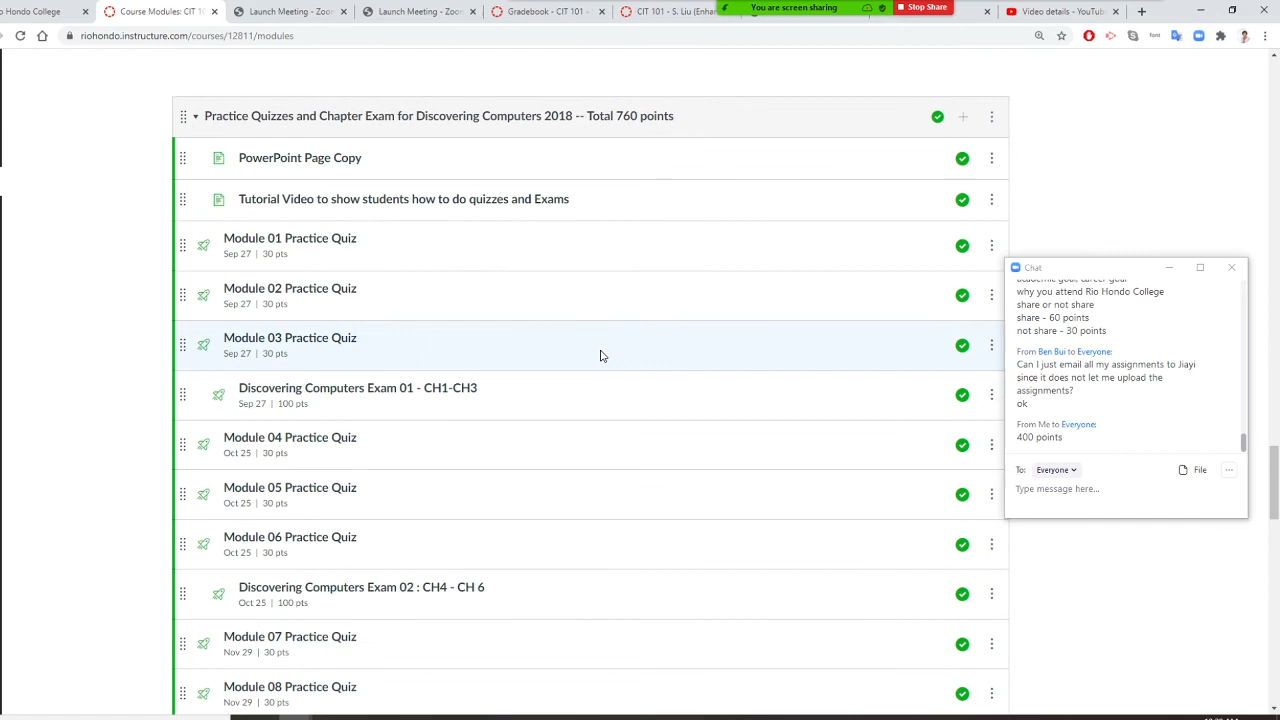 You are screen sharing
Stop Share
o Hondo College
Course Modules: CIT 10
Launch Meeting - Zoom
Launch Meeting - Zoom
Gradebook - CIT 101 -
CIT 101 - S. Liu (Enhan
Video details - YouTube
riohondo.instructure.com/courses/12811/modules
Practice Quizzes and Chapter Exam for Discovering Computers 2018 -- Total 760 points
PowerPoint Page Copy
Tutorial Video to show students how to do quizzes and Exams
Module 01 Practice Quiz
Sep 27 | 30 pts
Module 02 Practice Quiz
Sep 27 | 30 pts
Module 03 Practice Quiz
Sep 27 | 30 pts
Discovering Computers Exam 01 - CH1-CH3
Sep 27 | 100 pts
Module 04 Practice Quiz
Oct 25 | 30 pts
Module 05 Practice Quiz
Oct 25 | 30 pts
Module 06 Practice Quiz
Oct 25 | 30 pts
Discovering Computers Exam 02 : CH4 - CH 6
Oct 25 | 100 pts
Module 07 Practice Quiz
Nov 29 | 30 pts
Module 08 Practice Quiz
Nov 29 | 30 pts
Chat
why you attend Rio Hondo College
share or not share
share - 60 points
not share - 30 points
From Ben Bui to Everyone:
Can I just email all my assignments to Jiayi
since it does not let me upload the
assignments?
ok
From Me to Everyone:
400 points
To: Everyone
File
Type message here...